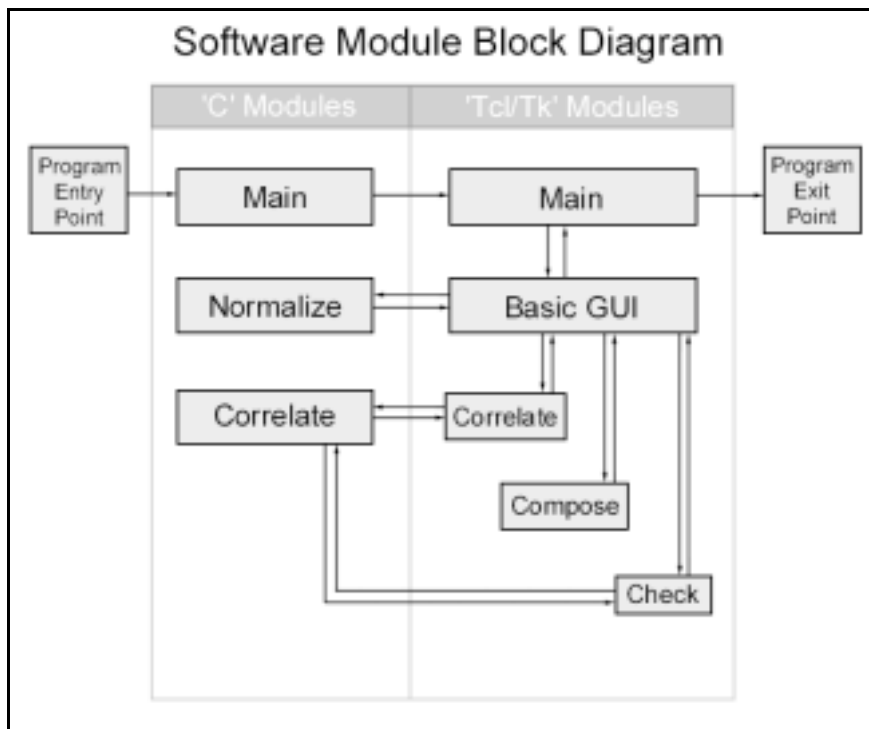 Software Module Block Diagram
'C' Modules
'Tcl/Tk' Modules
Program
Entry
Point
Main
Main
Program
Exit
Point
Normalize
Basic GUI
Correlate
Correlate
Compose
Check